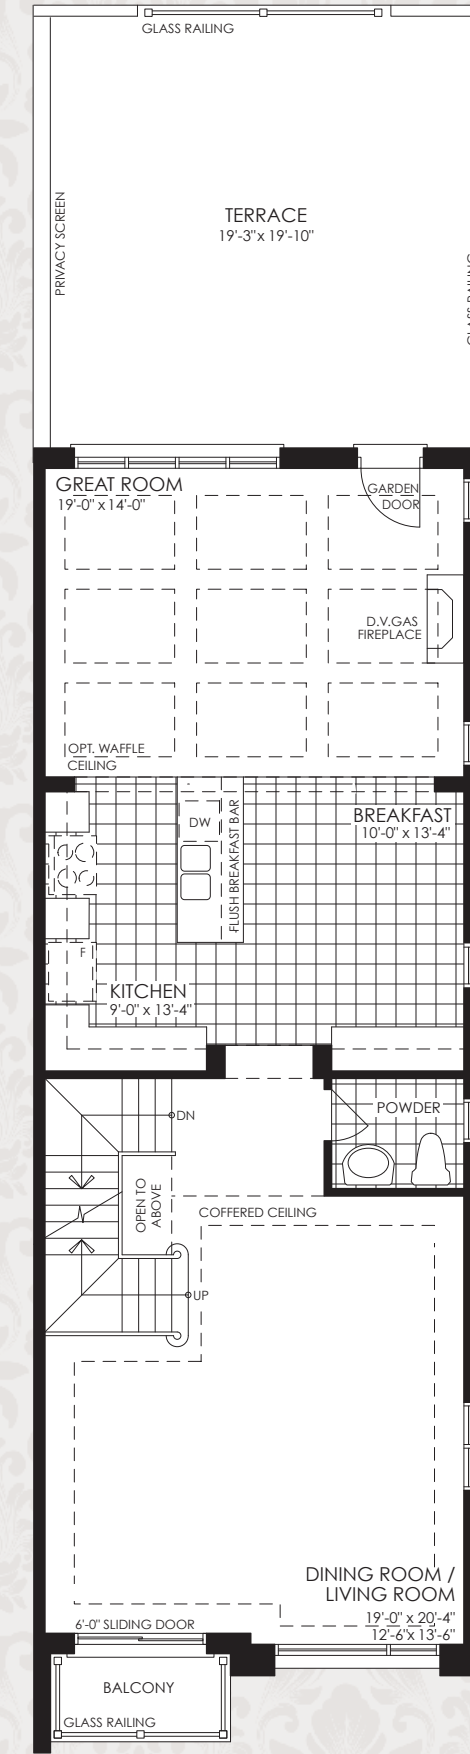 GLASS RAILING
PRIVACY SCREEN
TERRACE
19'-3" x 19'-10"
GLASS RAILING
GREAT ROOM
19'-0" x 14'-0"
GARDEN
DOOR
D.V.GAS
FIREPLACE
OPT. WAFFLE
CEILING
DW
FLUSH BREAKFAST BAR
BREAKFAST
10'-0" x 13'-4"
F
KITCHEN
9'-0" x 13'-4"
DN
POWDER
OPEN TO
ABOVE
COFFERED CEILING
UP
DINING ROOM /
LIVING ROOM
19'-0" x 20'-4"
12'-6" x 13'-6"
6'-0" SLIDING DOOR
BALCONY
GLASS RAILING